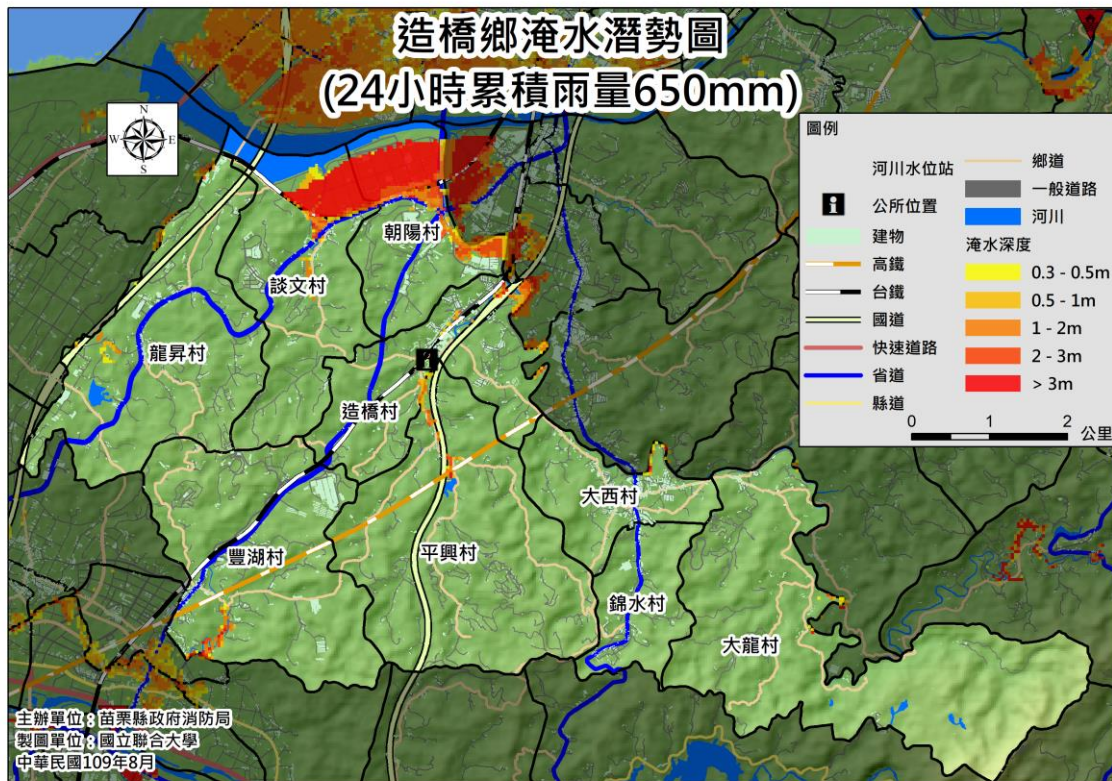 造橋鄉淹水潛勢圖
(24小時累積雨量650mm)
N
W E
S
圖例
河川水位站
公所位置
建物
高鐵
台鐵
國道
快速道路
省道
縣道
鄉道
一般道路
河川
淹水深度
0.3 - 0.5m
0.5 - 1m
1 - 2m
2 - 3m
> 3m
0 1 2
公里
朝陽村
談文村
龍昇村
造橋村
大西村
豐湖村
平興村
錦水村
大龍村
主辦單位：苗栗縣政府消防局
製圖單位：國立聯合大學
中華民國109年8月